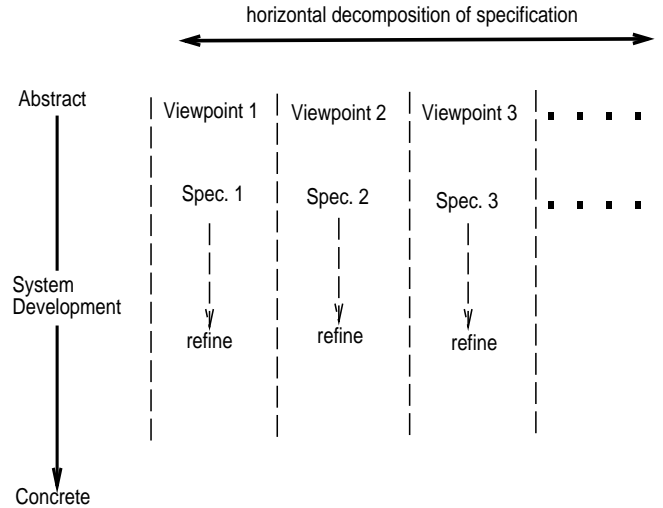 horizontal decomposition of specification
Abstract
Viewpoint 1
Viewpoint 2
Viewpoint 3
Spec. 1
Spec. 2
Spec. 3
System
Development
refine
refine
refine
Concrete